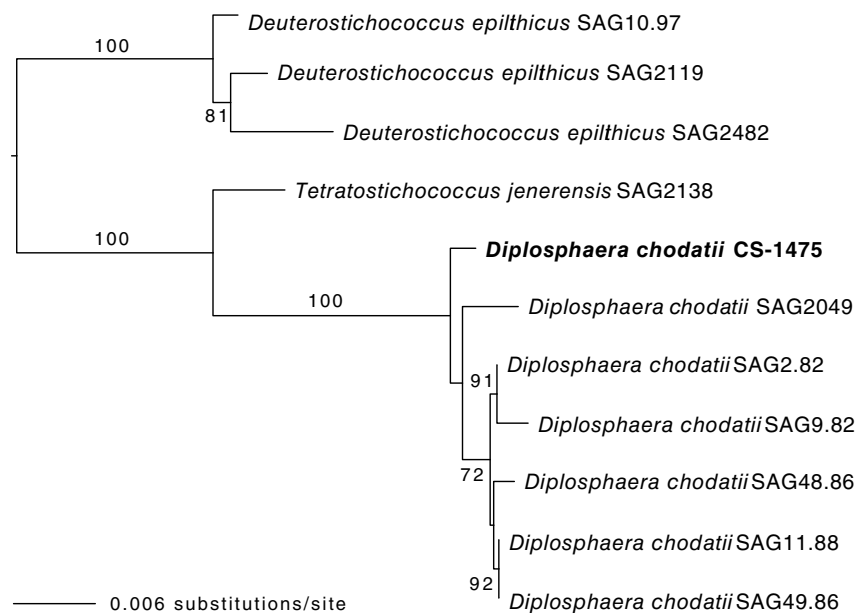 Deuterostichococcus epilthicus SAG10.97
100
Deuterostichococcus epilthicus SAG2119
81
Deuterostichococcus epilthicus SAG2482
Tetratostichococcus jenerensis SAG2138
100
Diplosphaera chodatii CS-1475
100
Diplosphaera chodatii SAG2049
Diplosphaera chodatii SAG2.82
91
Diplosphaera chodatii SAG9.82
72
Diplosphaera chodatii SAG48.86
Diplosphaera chodatii SAG11.88
92
Diplosphaera chodatii SAG49.86
0.006 substitutions/site